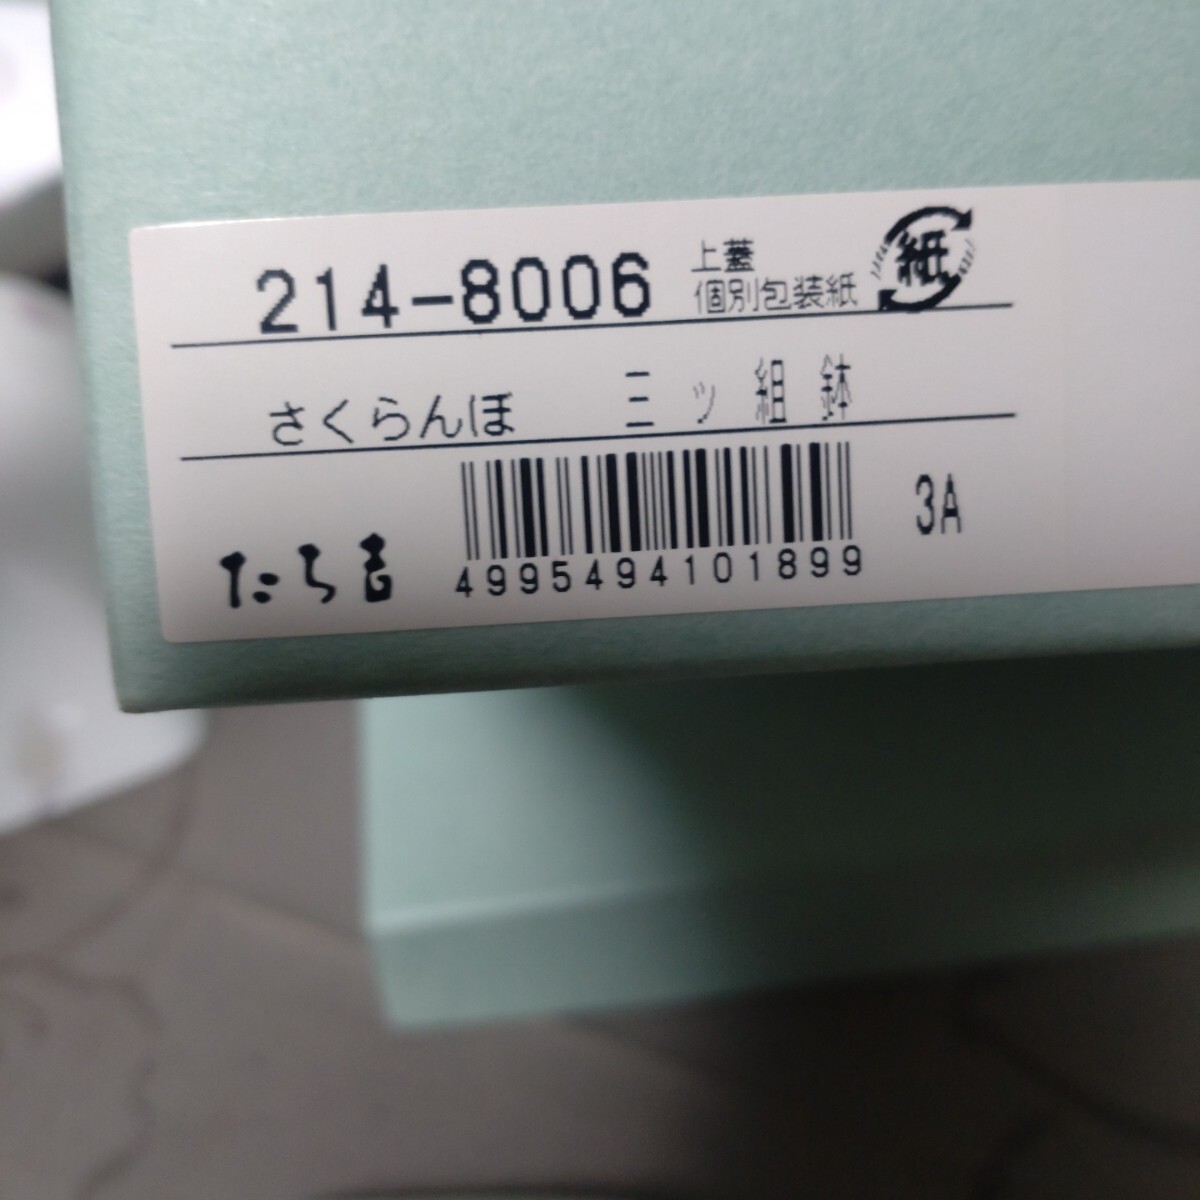 214-8006
上蓋
個別包装紙
紙
さくらんぼ 三ッ組鉢
たち吉
4995494101899
3A